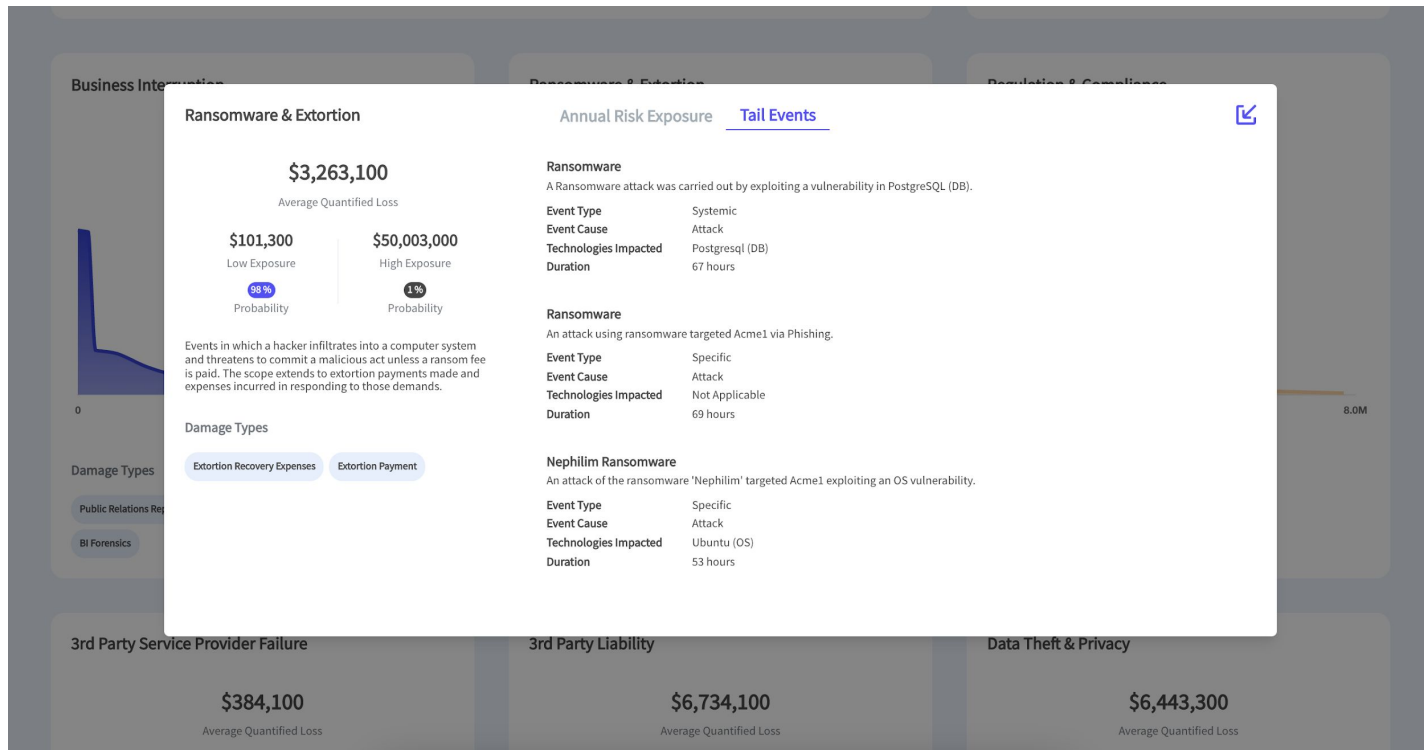 Business Inte
Ransomware & Extortion
Regulation & Compliance
Ransomware & Extortion
Annual Risk Exposure
Tail Events
$3,263,100
Average Quantified Loss
$101,300
Low Exposure
98 %
Probability
$50,003,000
High Exposure
1 %
Probability
Events in which a hacker infiltrates into a computer system
and threatens to commit a malicious act unless a ransom fee
is paid. The scope extends to extortion payments made and
expenses incurred in responding to those demands.
Damage Types
Extortion Recovery Expenses
Extortion Payment
Ransomware
A Ransomware attack was carried out by exploiting a vulnerability in PostgreSQL (DB).
Event Type Systemic
Event Cause Attack
Technologies Impacted Postgresql (DB)
Duration 67 hours
Ransomware
An attack using ransomware targeted Acme1 via Phishing.
Event Type Specific
Event Cause Attack
Technologies Impacted Not Applicable
Duration 69 hours
Nephilim Ransomware
An attack of the ransomware 'Nephilim' targeted Acme1 exploiting an OS vulnerability.
Event Type Specific
Event Cause Attack
Technologies Impacted Ubuntu (OS)
Duration 53 hours
0
8.0M
Damage Types
Public Relations Rep
BI Forensics
3rd Party Service Provider Failure
$384,100
Average Quantified Loss
3rd Party Liability
$6,734,100
Average Quantified Loss
Data Theft & Privacy
$6,443,300
Average Quantified Loss